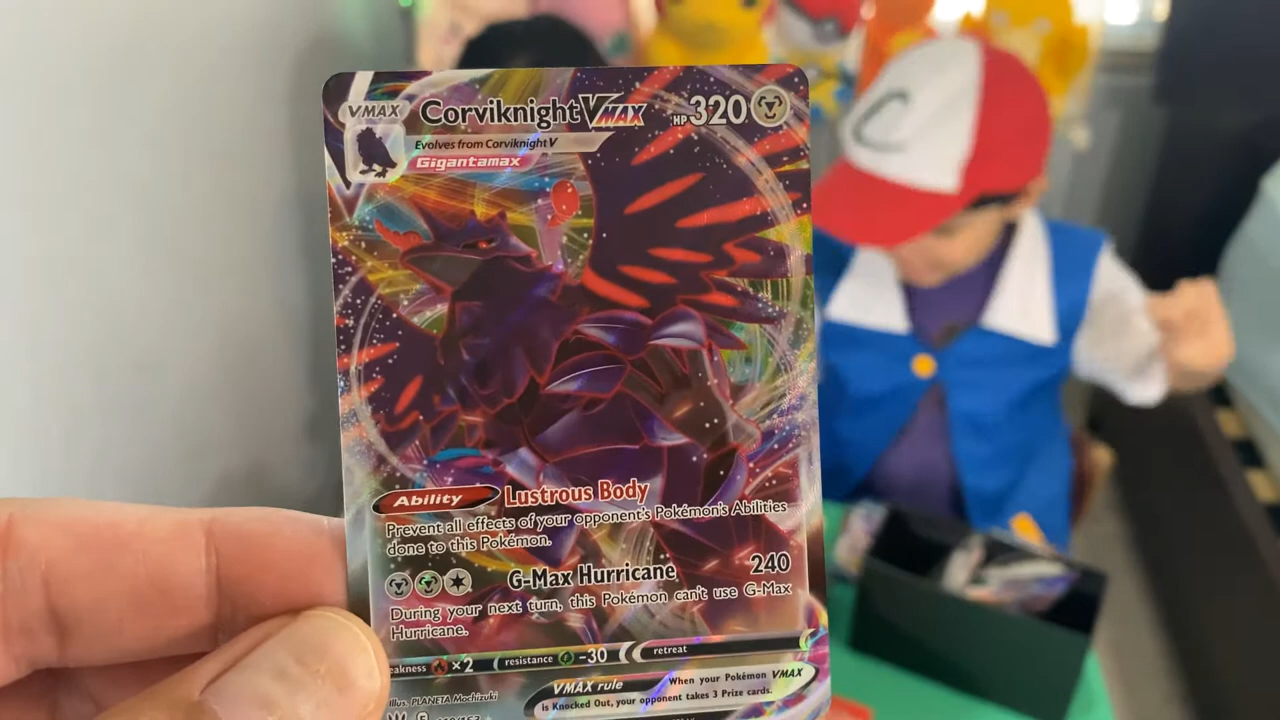 VMAX
Corviknight VMAX HP 320
Evolves from Corviknight V
Gigantamax
Ability Lustrous Body
Prevent all effects of your opponent's Pokémon's Abilities
done to this Pokémon.
G-Max Hurricane 240
During your next turn, this Pokémon can't use G-Max
Hurricane.
eakness ×2 resistance -30 retreat
Illus. PLANETA Mochizuki
VMAX rule When your Pokémon VMAX
is Knocked Out, your opponent takes 3 Prize cards.